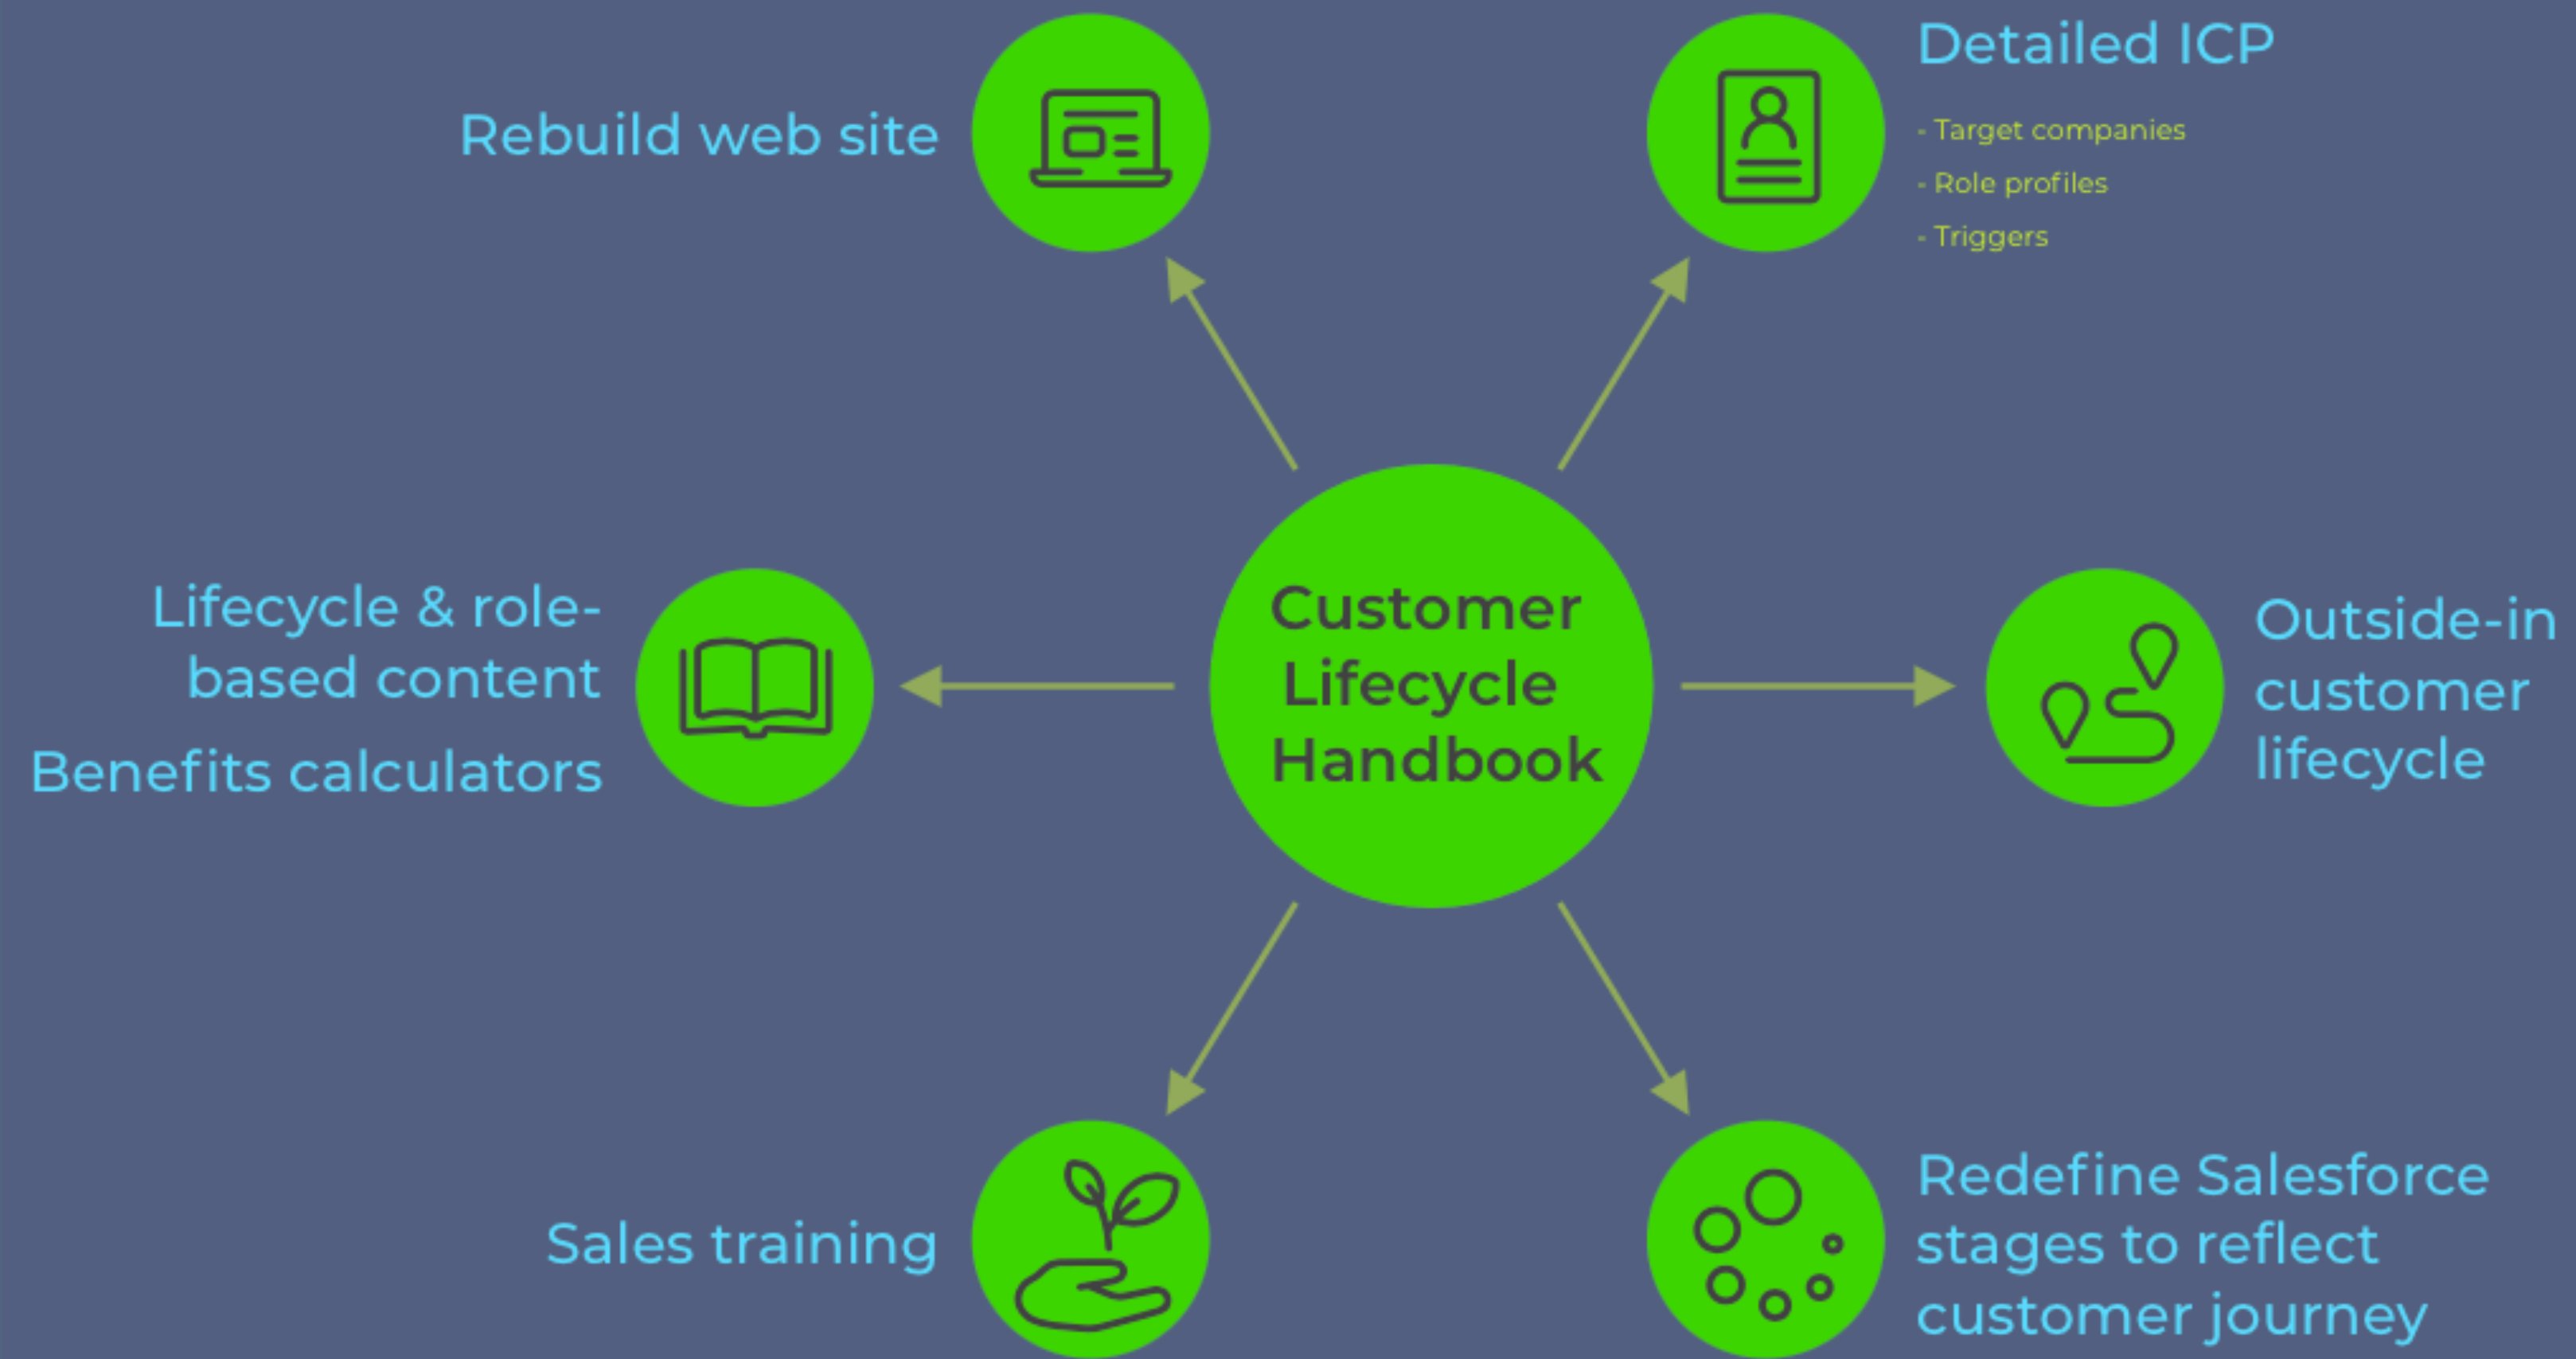 Rebuild web site
Detailed ICP
- Target companies
- Role profiles
- Triggers
Lifecycle & role-
based content
Benefits calculators
Customer
Lifecycle
Handbook
Outside-in
customer
lifecycle
Sales training
Redefine Salesforce
stages to reflect
customer journey